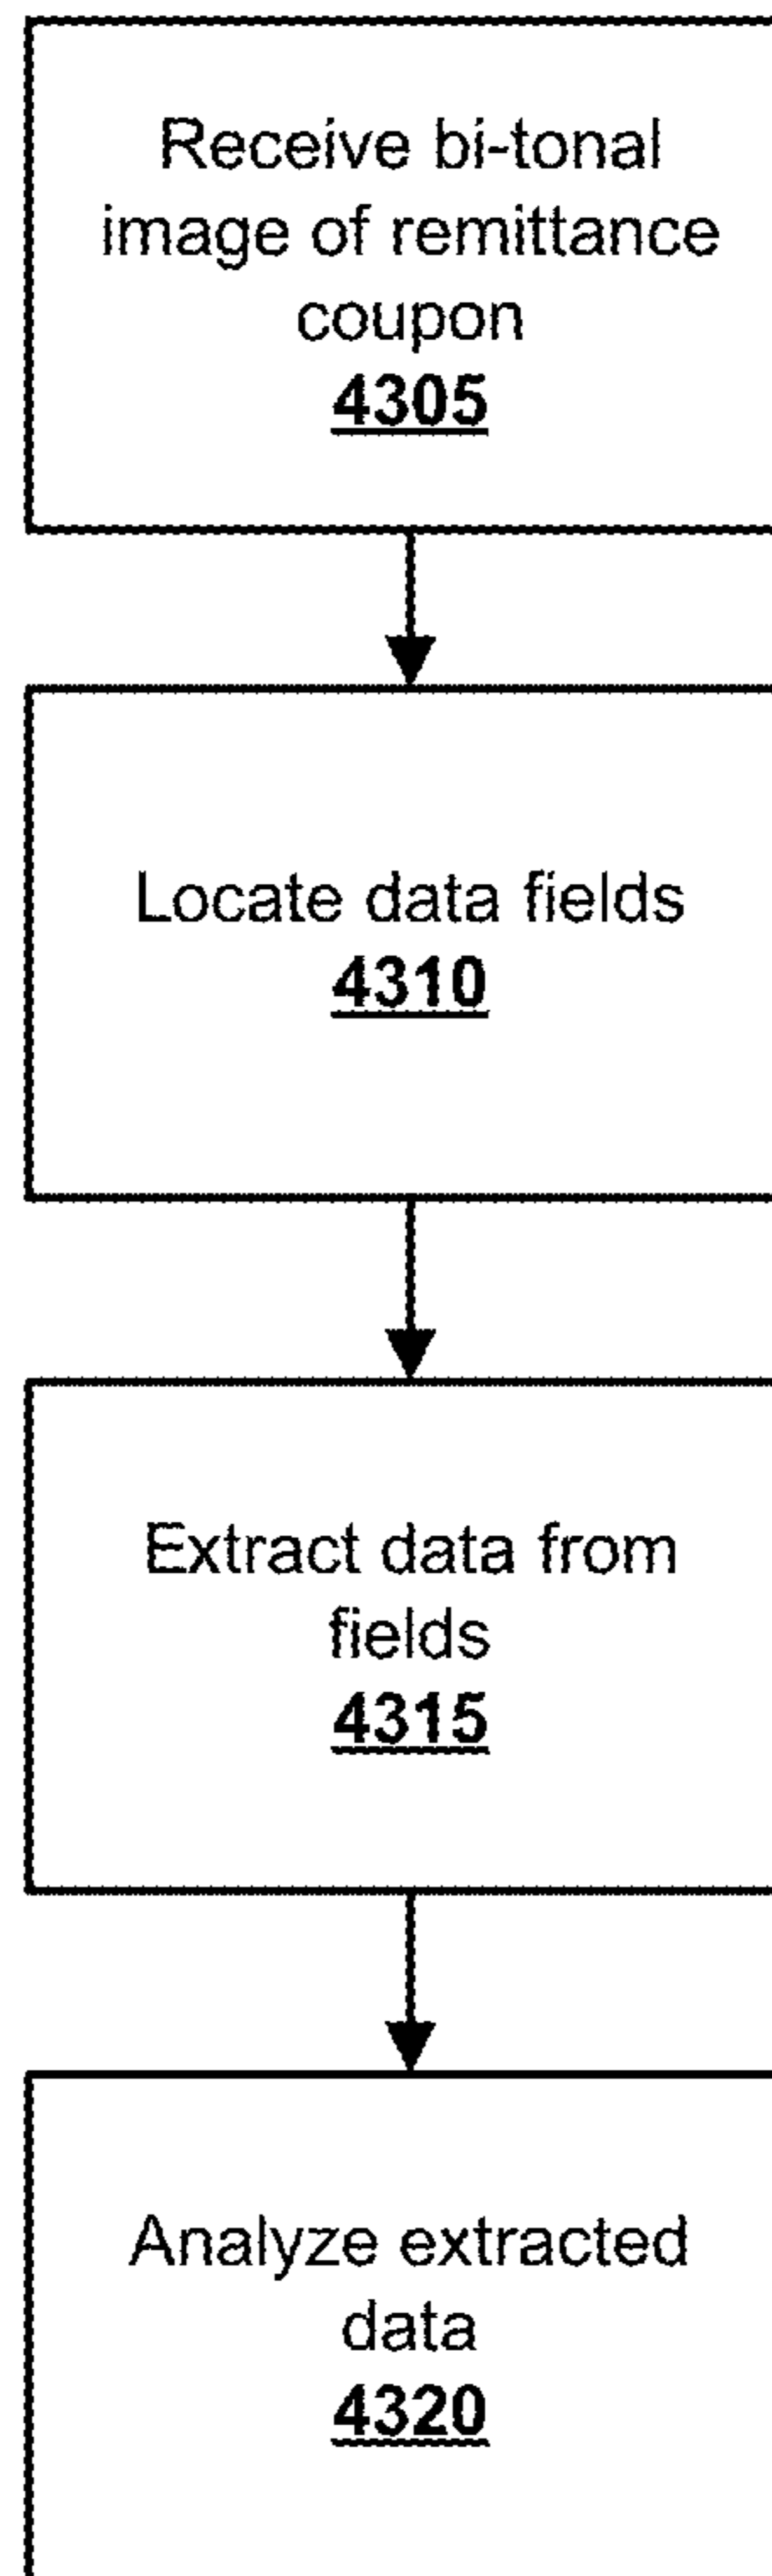 Receive bi-tonal
image of remittance
coupon
4305
Locate data fields
4310
Extract data from
fields
4315
Analyze extracted
data
4320